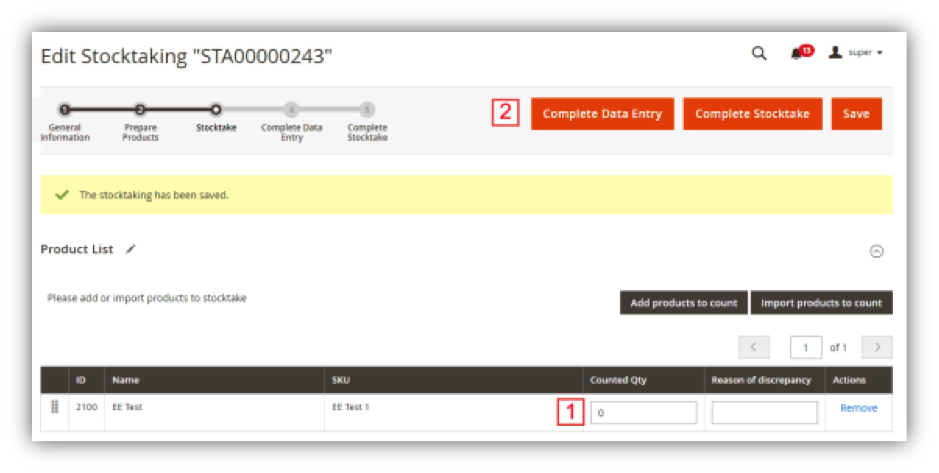 Edit Stocktaking "STA00000243"
13
super
1 2 4 5
General Information
Prepare Products
Stocktake
Complete Data Entry
Complete Stocktake
2
Complete Data Entry
Complete Stocktake
Save
The stocktaking has been saved.
Product List
Please add or import products to stocktake
Add products to count
Import products to count
1 of 1
ID Name SKU Counted Qty Reason of discrepancy Actions
2100 EE Test EE Test 1 1 0 Remove